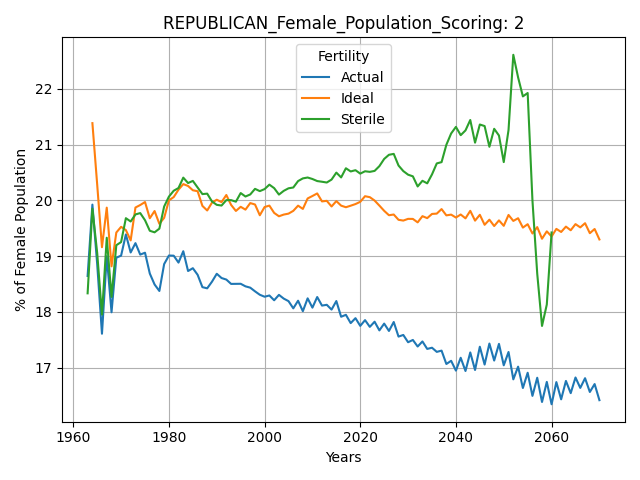 REPUBLICAN_Female_Population_Scoring: 2
Fertility
Actual
Ideal
Sterile
% of Female Population
22
21
20
19
18
17
1960
1980
2000
2020
2040
2060
Years